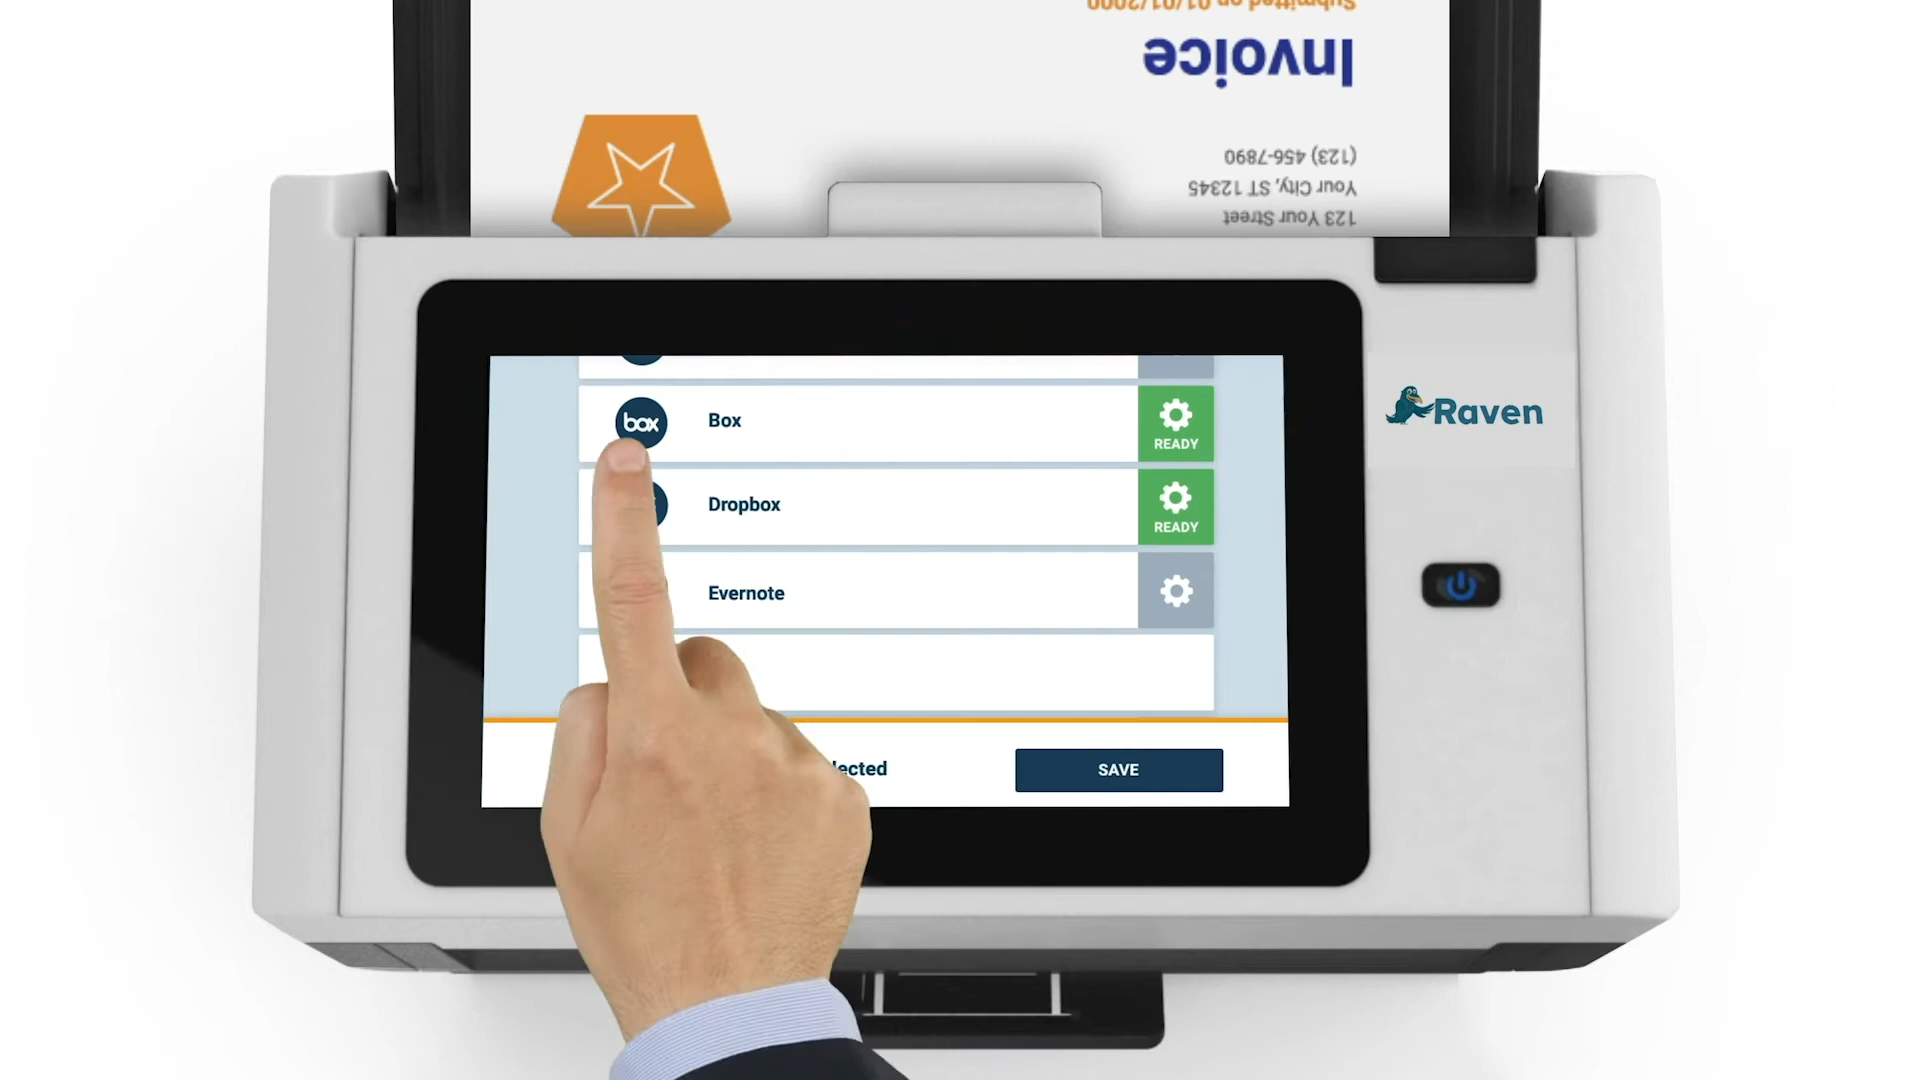 Submitted on 01/01/2000
Invoice
(123) 456-7890
Your City, ST 12345
123 Your Street
box
Box
READY
Raven
Dropbox
READY
Evernote
SAVE